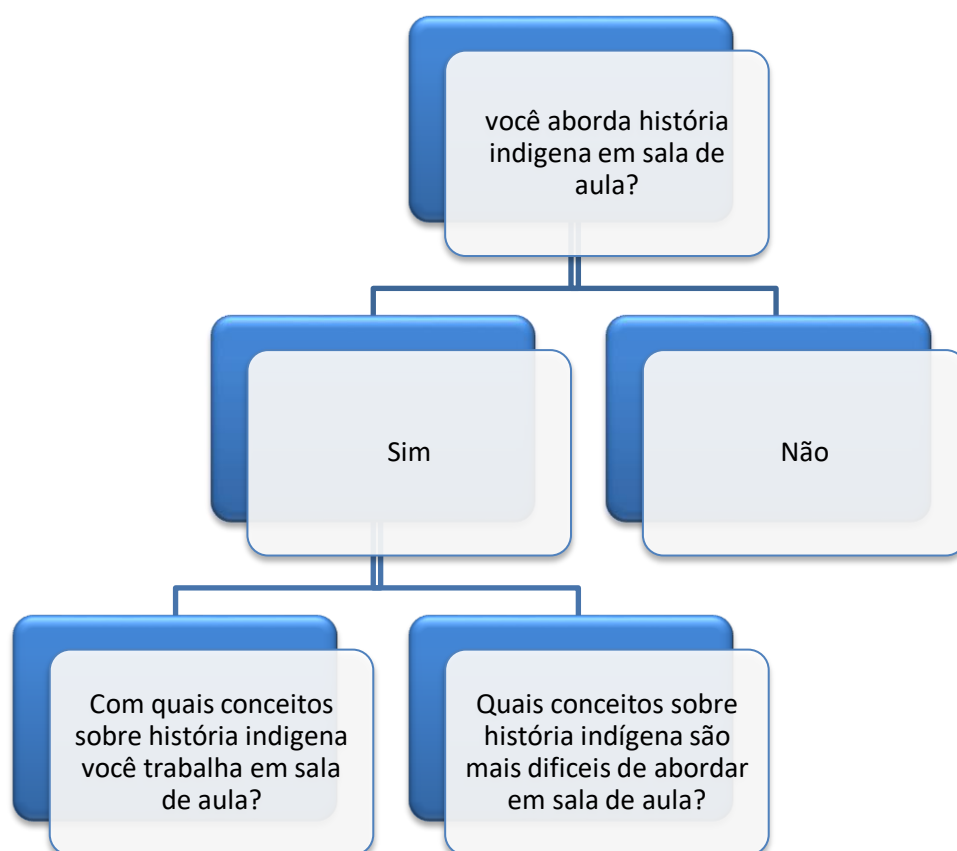 você aborda história
indigena em sala de
aula?
Sim
Não
Com quais conceitos
sobre história indigena
você trabalha em sala
de aula?
Quais conceitos sobre
história indígena são
mais dificeis de abordar
em sala de aula?